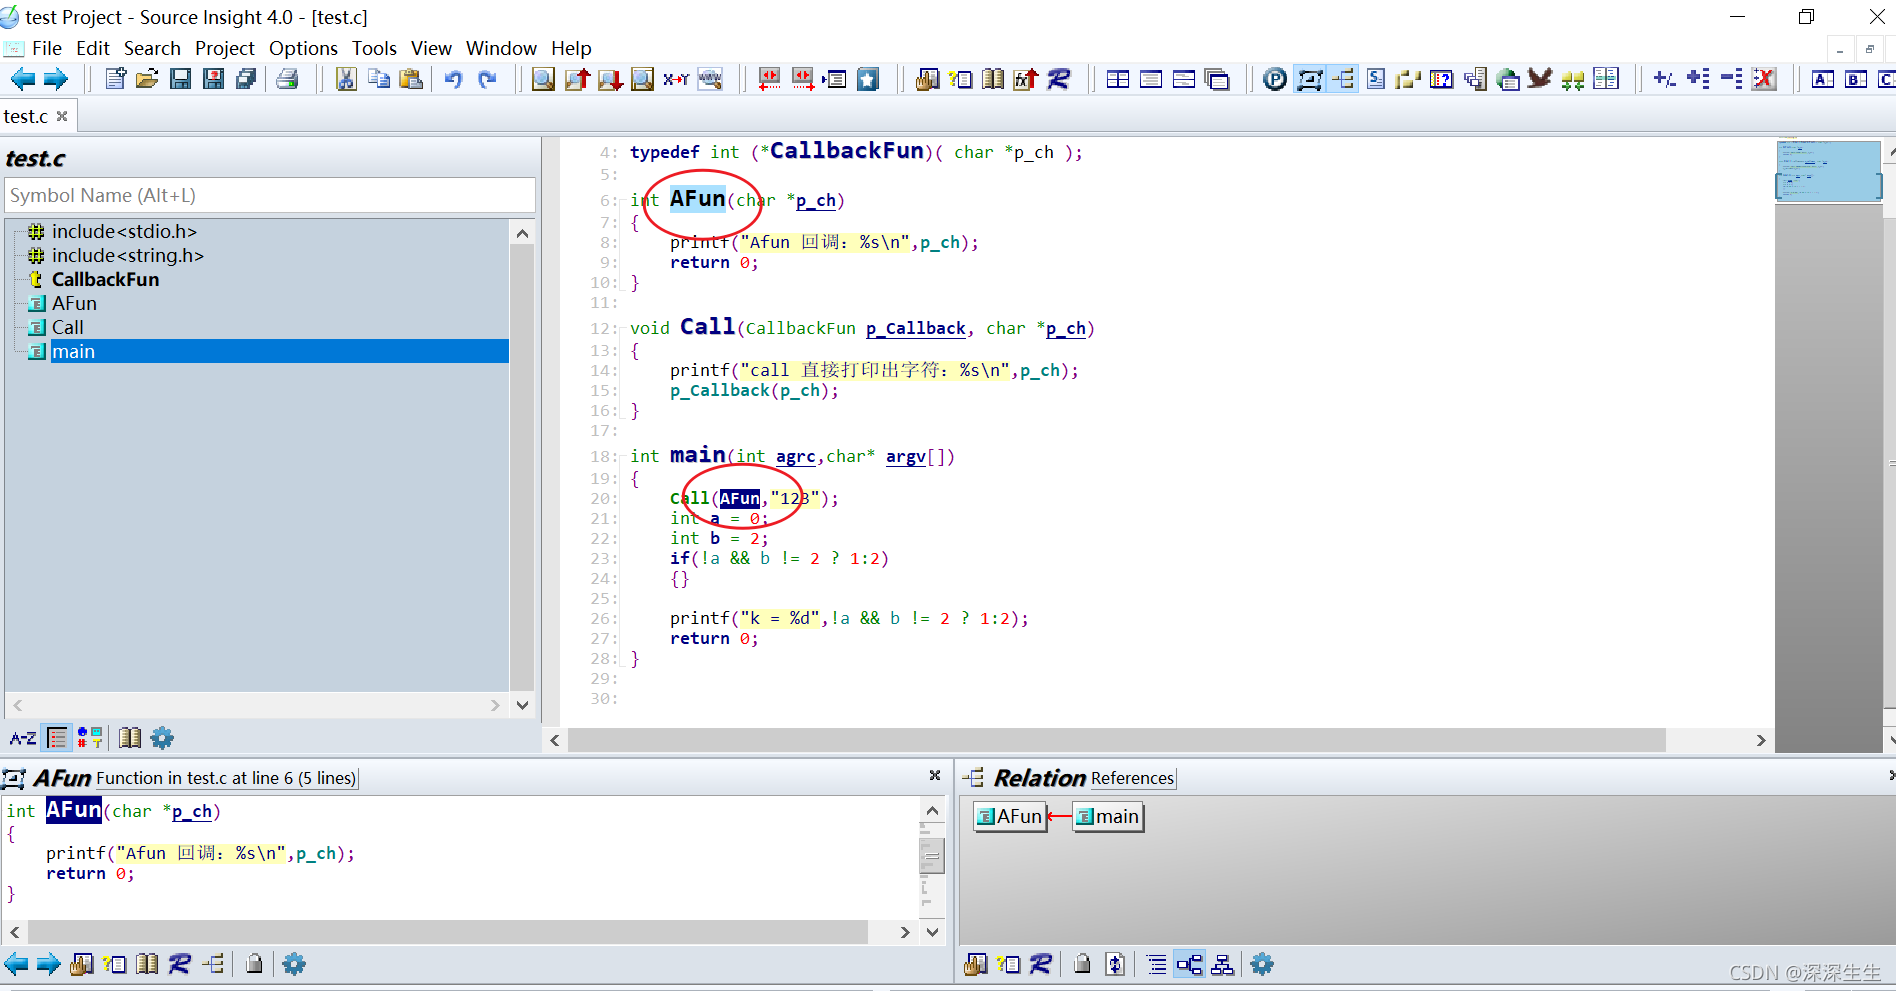 test Project - Source Insight 4.0 - [test.c]
File Edit Search Project Options Tools View Window Help
test.c
test.c
Symbol Name (Alt+L)
include<stdio.h>
include<string.h>
CallbackFun
AFun
Call
main
4: typedef int (*CallbackFun)( char *p_ch );
5:
6: int AFun(char *p_ch)
7: {
8: printf("Afun 回调：%s\n",p_ch);
9: return 0;
10: }
11:
12: void Call(CallbackFun p_Callback, char *p_ch)
13: {
14: printf("call 直接打印出字符：%s\n",p_ch);
15: p_Callback(p_ch);
16: }
17:
18: int main(int agrc,char* argv[])
19: {
20: Call(AFun,"123");
21: int a = 0;
22: int b = 2;
23: if(!a && b != 2 ? 1:2)
24: {}
25:
26: printf("k = %d",!a && b != 2 ? 1:2);
27: return 0;
28: }
29:
30:
A-Z
AFun Function in test.c at line 6 (5 lines)
int AFun(char *p_ch)
{
printf("Afun 回调：%s\n",p_ch);
return 0;
}
Relation References
AFun main
CSDN @深深生生